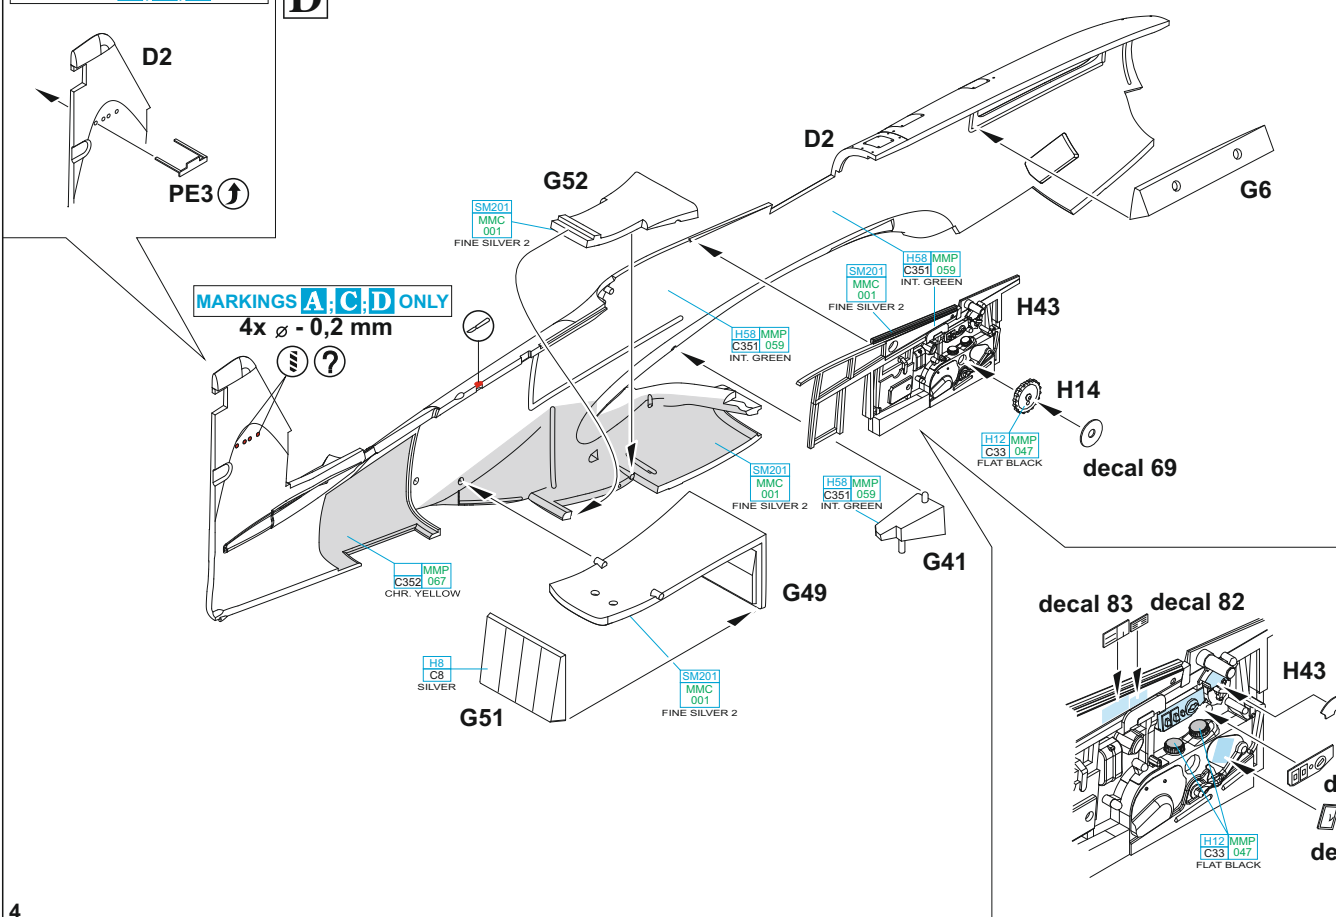 D
D2
PE3
MARKINGS A ; C ; D ONLY
4x ⌀ - 0,2 mm
?
G52
SM201
MMC
001
FINE SILVER 2
D2
G6
H58 MMP
C351 059
INT. GREEN
SM201
MMC
001
FINE SILVER 2
H43
H58 MMP
C351 059
INT. GREEN
H14
H12 MMP
C33 047
FLAT BLACK
decal 69
SM201
MMC
001
FINE SILVER 2
H58 MMP
C351 059
INT. GREEN
G41
MMP
C352 067
CHR. YELLOW
G49
H8
C8
SILVER
G51
SM201
MMC
001
FINE SILVER 2
decal 83 decal 82
H43
H12 MMP
C33 047
FLAT BLACK
4